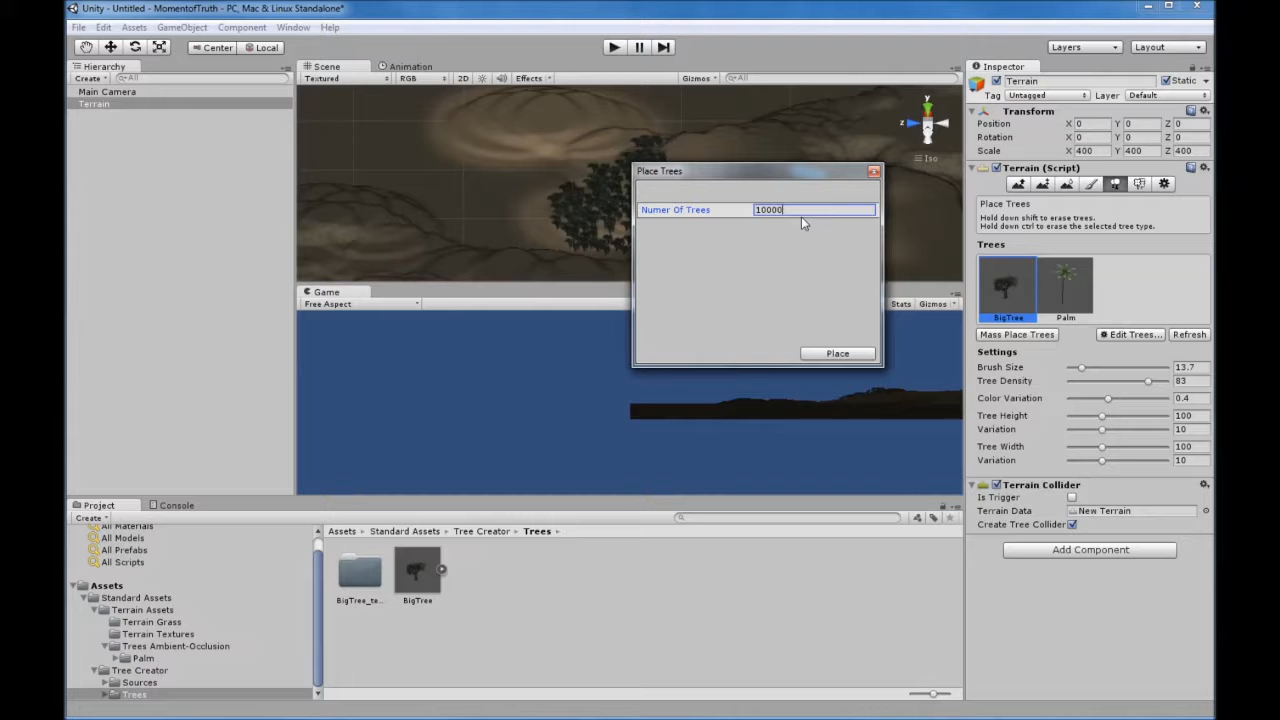 Unity - Untitled - MomentofTruth - PC, Mac & Linux Standalone*
File Edit Assets GameObject Component Window Help
Center Local
Layers Layout
Hierarchy
Create All
Main Camera
Terrain
Scene Animation
Textured RGB 2D Effects Gizmos All
y
z
Iso
Place Trees
Numer Of Trees 10000
Place
Game
Free Aspect Stats Gizmos
Inspector
Terrain Static
Tag Untagged Layer Default
Transform
Position X 0 Y 0 Z 0
Rotation X 0 Y 0 Z 0
Scale X 400 Y 400 Z 400
Terrain (Script)
Place Trees
Hold down shift to erase trees.
Hold down ctrl to erase the selected tree type.
Trees
BigTree Palm
Mass Place Trees Edit Trees... Refresh
Settings
Brush Size 13.7
Tree Density 83
Color Variation 0.4
Tree Height 100
Variation 10
Tree Width 100
Variation 10
Terrain Collider
Is Trigger
Terrain Data New Terrain
Create Tree Collider
Add Component
Project Console
Create
All Materials
All Models
All Prefabs
All Scripts
Assets
Standard Assets
Terrain Assets
Terrain Grass
Terrain Textures
Trees Ambient-Occlusion
Palm
Tree Creator
Sources
Trees
Assets Standard Assets Tree Creator Trees
BigTree_te... BigTree